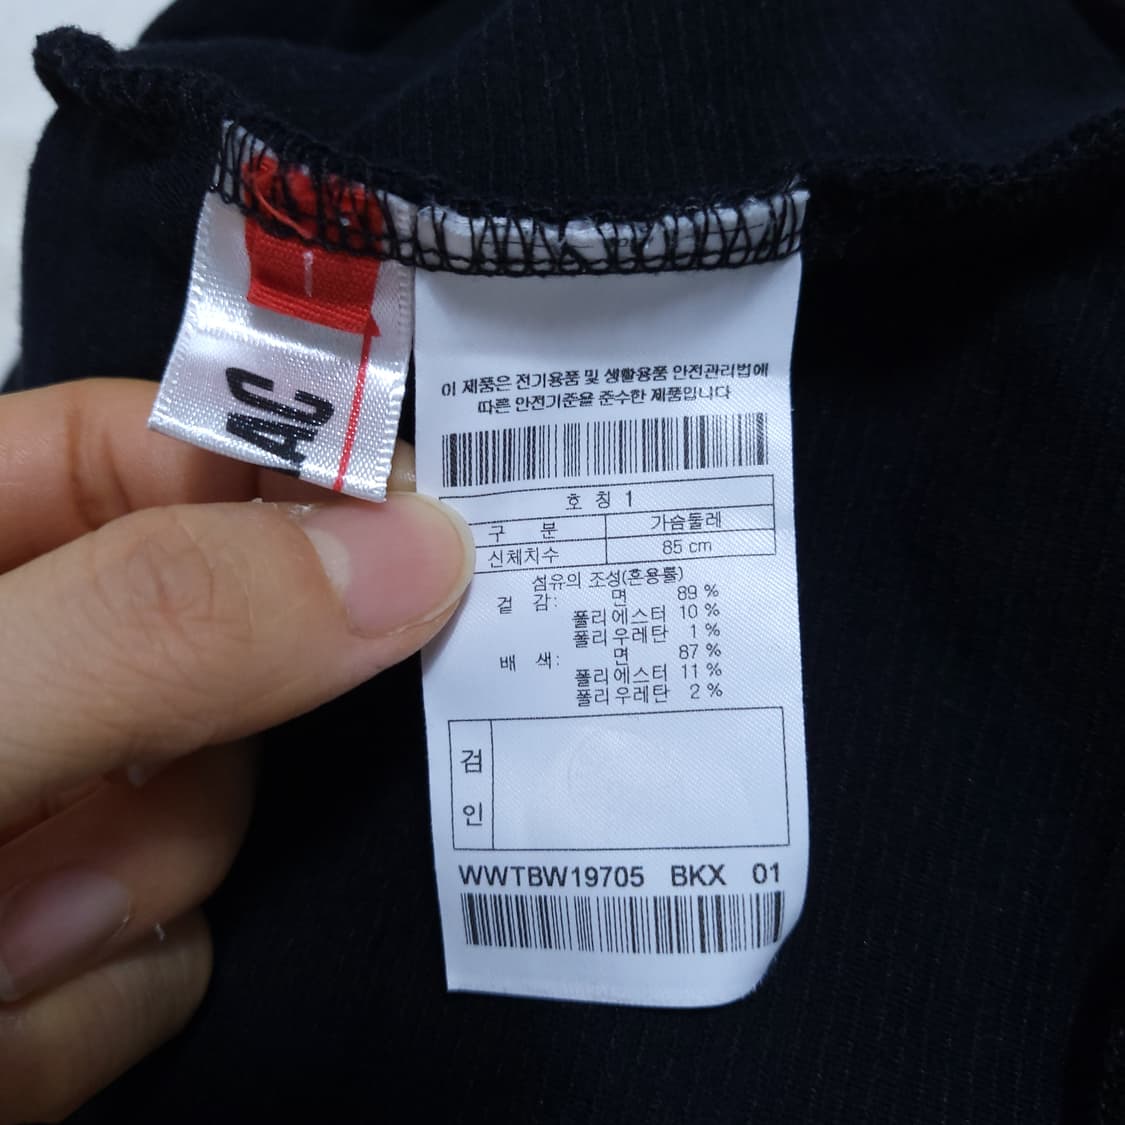 AC
이 제품은 전기용품 및 생활용품 안전관리법에
따른 안전기준을 준수한 제품입니다
호 칭 1
구 분 가슴둘레
신체치수 85 cm
섬유의 조성(혼용률)
겉 감: 면 89 %
폴리에스터 10 %
폴리우레탄 1 %
배 색: 면 87 %
폴리에스터 11 %
폴리우레탄 2 %
검
인
WWTBW19705 BKX 01